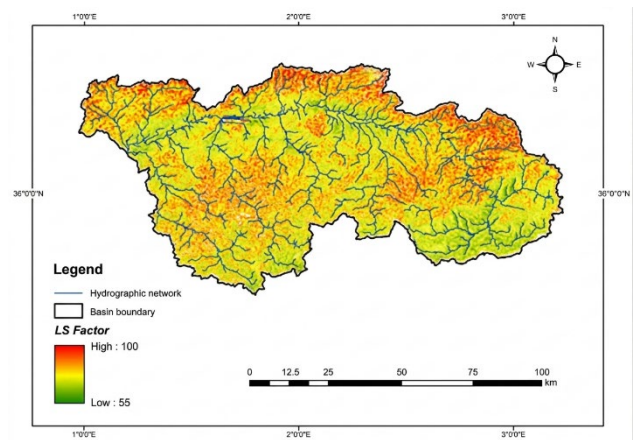 1°0'0"E 2°0'0"E 3°0'0"E
N
W E
S
36°0'0"N 36°0'0"N
Legend
Hydrographic network
Basin boundary
LS Factor
High : 100
Low : 55
0 12.5 25 50 75 100
km
1°0'0"E 2°0'0"E 3°0'0"E